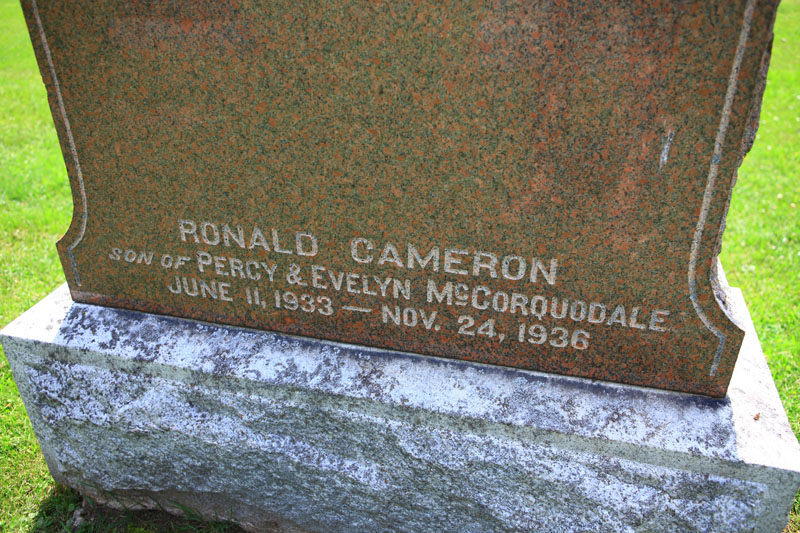 RONALD CAMERON
SON OF PERCY & EVELYN McCORQUODALE
JUNE 11, 1933 — NOV. 24, 1936